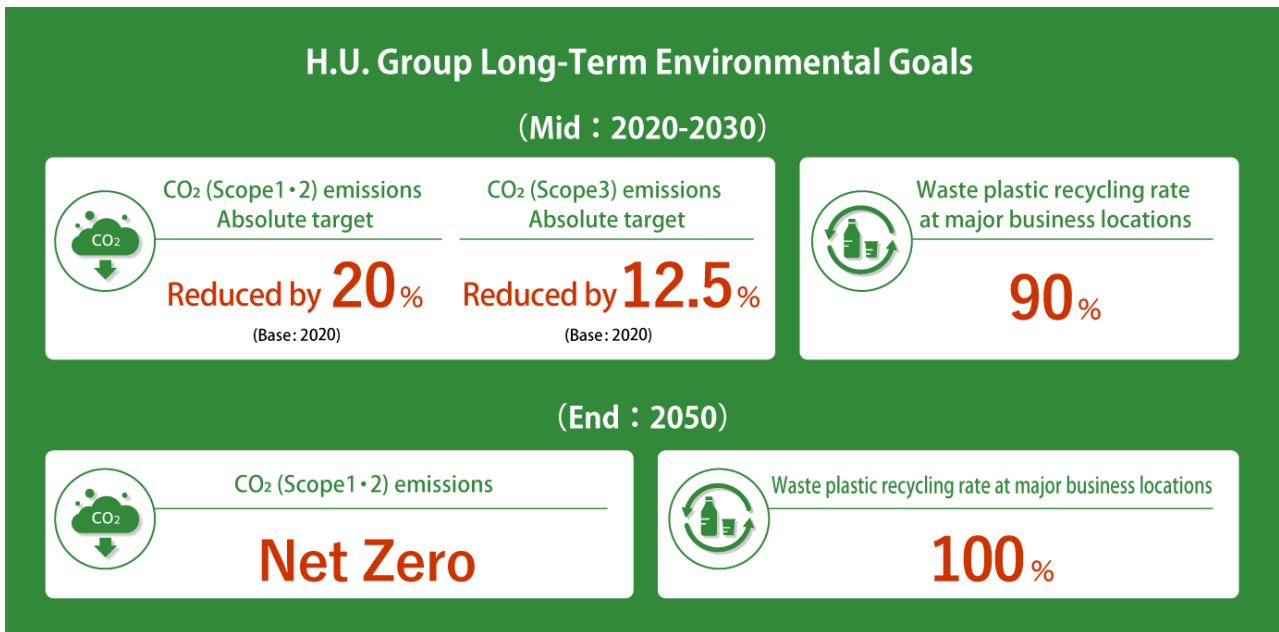 H.U. Group Long-Term Environmental Goals
（Mid：2020-2030）
CO₂ (Scope1・2) emissions
Absolute target
CO₂
Reduced by 20%
(Base: 2020)
CO₂ (Scope3) emissions
Absolute target
Reduced by 12.5%
(Base: 2020)
Waste plastic recycling rate
at major business locations
90%
（End：2050）
CO₂ (Scope1・2) emissions
CO₂
Net Zero
Waste plastic recycling rate at major business locations
100%